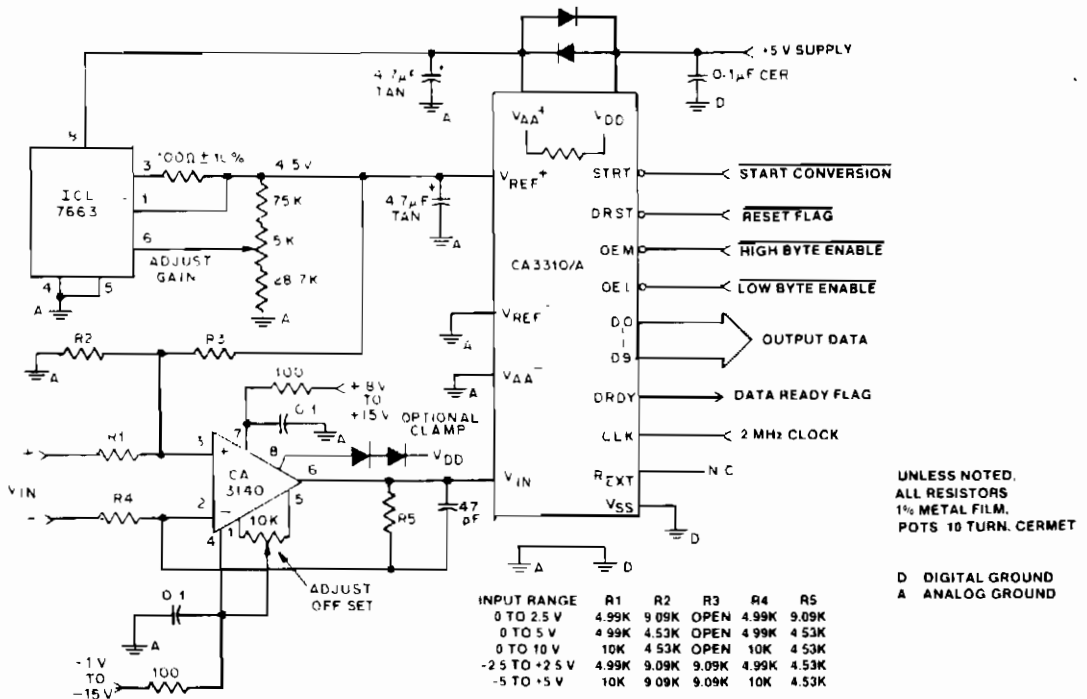 +5 V SUPPLY
4.7µF
TAN
A
0.1µF CER
D
8
VAA+
VDD
ICL
7663
3
100Ω ± 10%
4.5V
1
75K
5K
6
ADJUST
GAIN
4
5
A
A
4.7µF
TAN
A
VREF+
CA3310/A
STRT
START CONVERSION
DRST
RESET FLAG
OEM
HIGH BYTE ENABLE
OEL
LOW BYTE ENABLE
VREF-
A
D0
D9
OUTPUT DATA
VAA-
A
DRDY
DATA READY FLAG
CLK
2 MHz CLOCK
REXT
NC
VSS
D
R2
R3
A
100
+8V
TO
+15V
0.1
A
OPTIONAL
CLAMP
VDD
7
8
R1
+
3
+
CA
3140
6
VIN
VIN
R4
-
2
-
1
5
4
10K
R5
47
pF
ADJUST
OFF SET
0.1
A
-1V
TO
-15V
100
A
D
UNLESS NOTED,
ALL RESISTORS
1% METAL FILM,
POTS 10 TURN, CERMET
D DIGITAL GROUND
A ANALOG GROUND
INPUT RANGE R1 R2 R3 R4 R5
0 TO 2.5 V 4.99K 9.09K OPEN 4.99K 9.09K
0 TO 5 V 4.99K 4.53K OPEN 4.99K 4.53K
0 TO 10 V 10K 4.53K OPEN 10K 4.53K
-2.5 TO +2.5 V 4.99K 9.09K 9.09K 4.99K 4.53K
-5 TO +5 V 10K 9.09K 9.09K 10K 4.53K